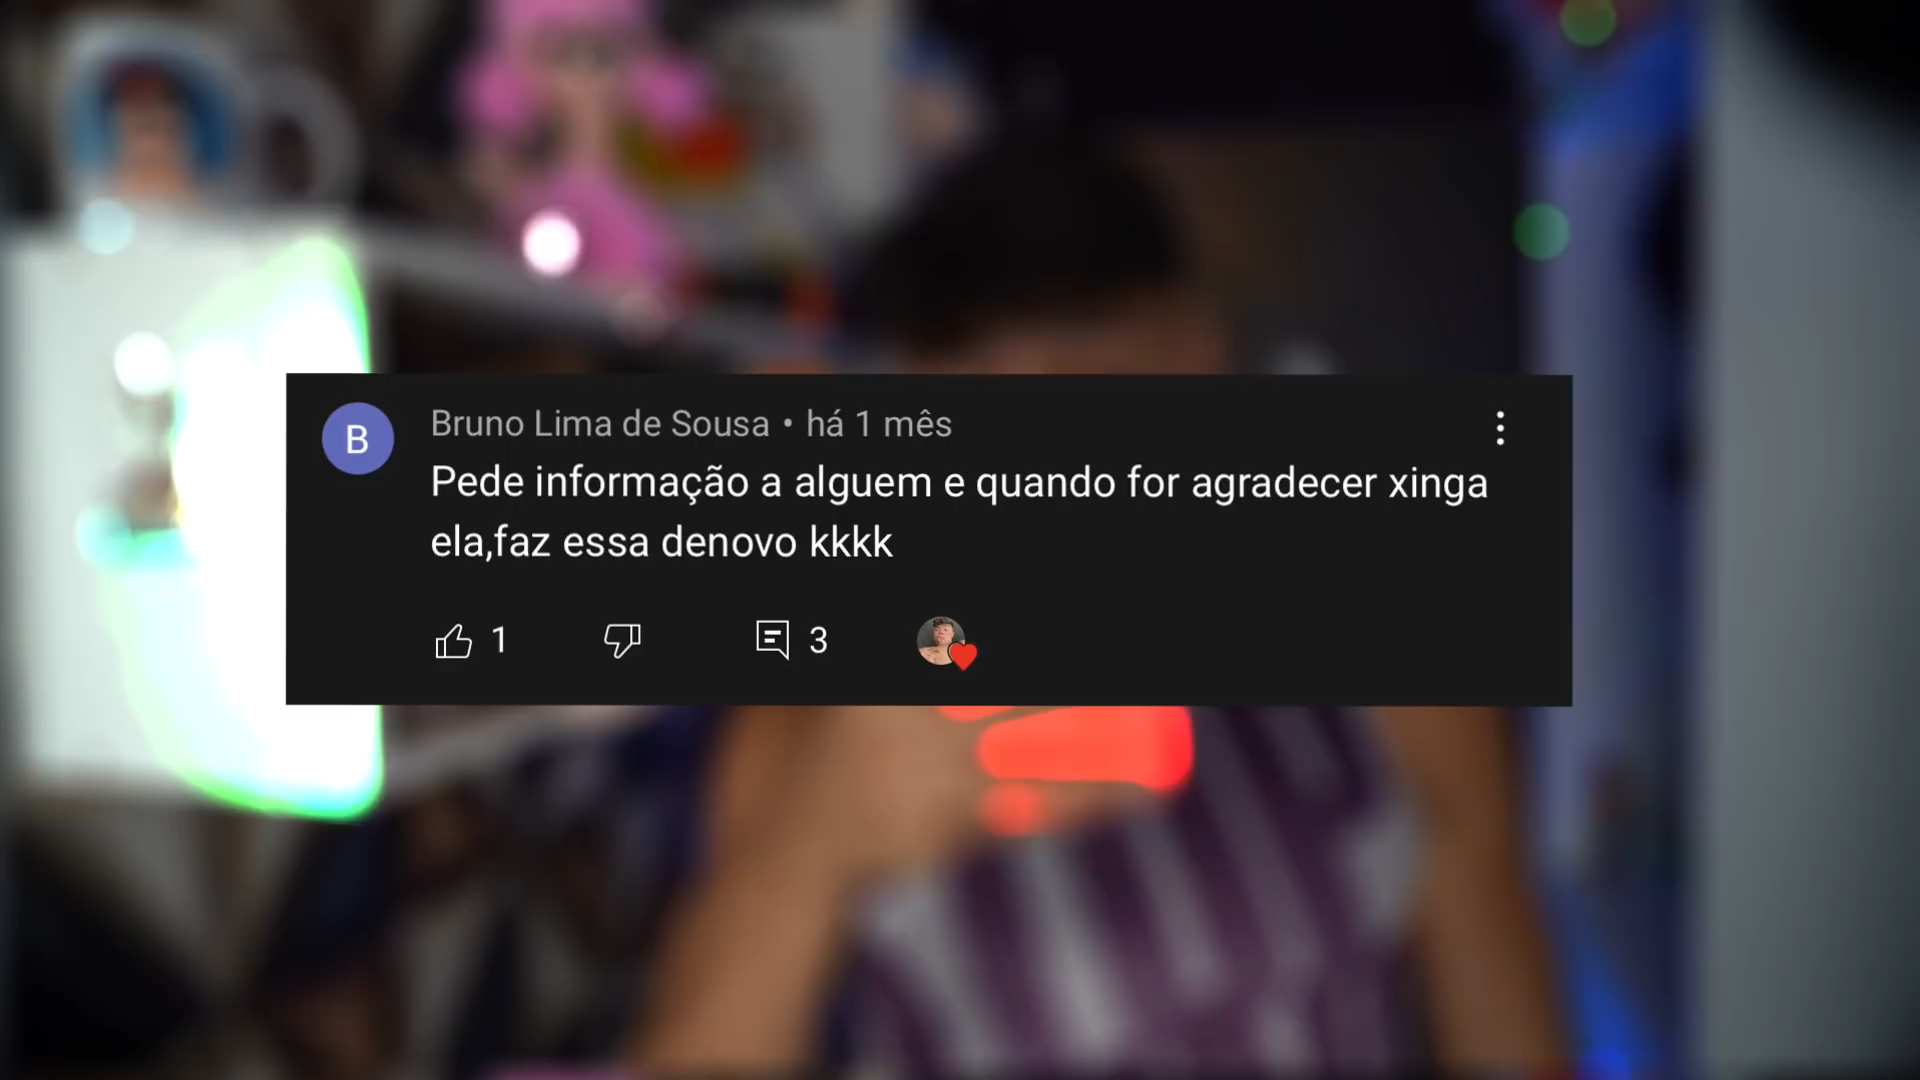 B
Bruno Lima de Sousa • há 1 mês
Pede informação a alguem e quando for agradecer xinga
ela,faz essa denovo kkkk
1
3